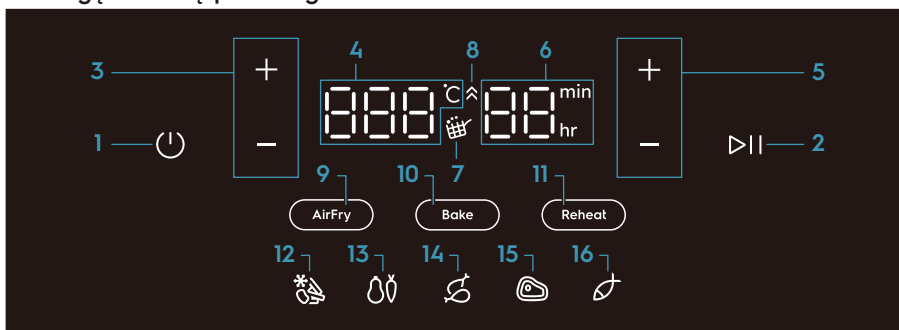 3 4 8 6 5
+ 888 °C 88 min +
hr
1 − − 2
9 10 7 11
AirFry Bake Reheat
12 13 14 15 16